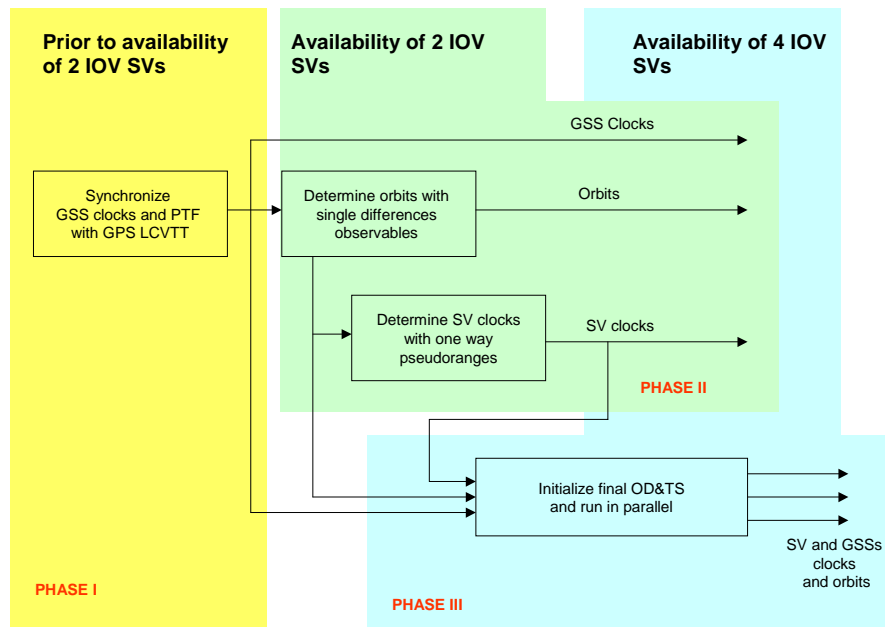 Prior to availability
of 2 IOV SVs
Availability of 2 IOV
SVs
Availability of 4 IOV
SVs
GSS Clocks
Synchronize
GSS clocks and PTF
with GPS LCVTT
Determine orbits with
single differences
observables
Orbits
Determine SV clocks
with one way
pseudoranges
SV clocks
PHASE II
Initialize final OD&TS
and run in parallel
SV and GSSs
clocks
and orbits
PHASE I
PHASE III